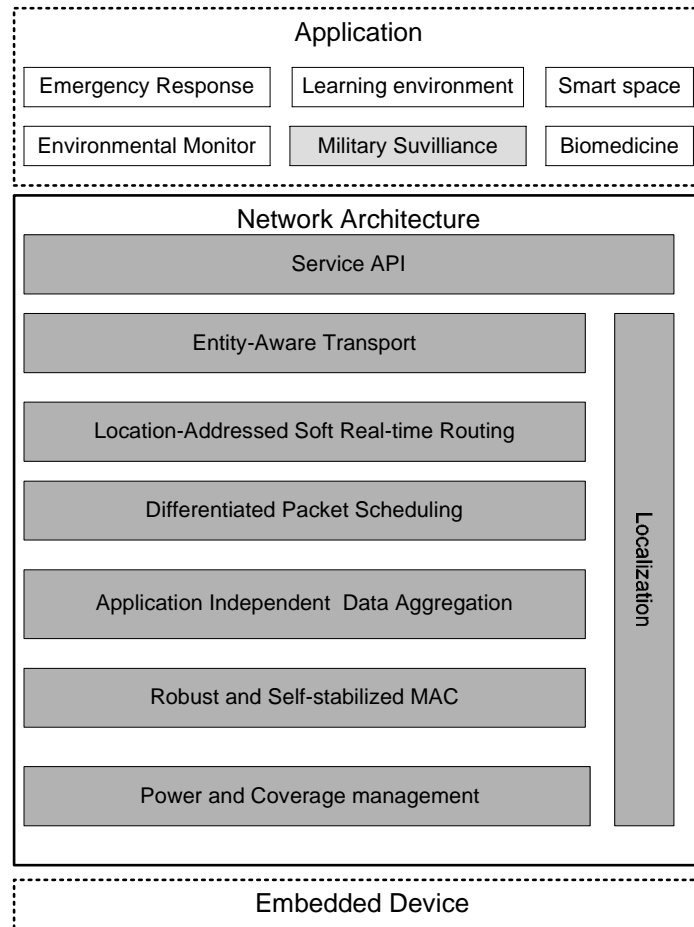 Application
Emergency Response
Learning environment
Smart space
Environmental Monitor
Military Suvilliance
Biomedicine
Network Architecture
Service API
Entity-Aware Transport
Location-Addressed Soft Real-time Routing
Differentiated Packet Scheduling
Application Independent  Data Aggregation
Robust and Self-stabilized MAC
Power and Coverage management
Localization
Embedded Device